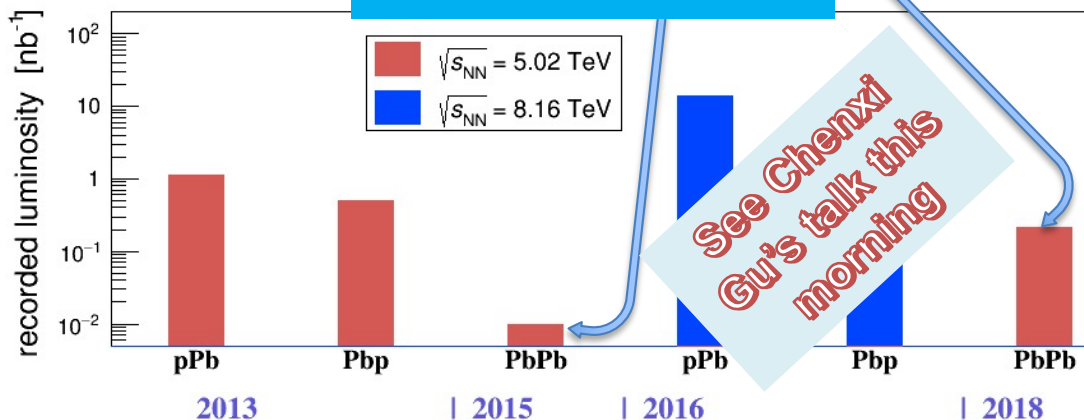 recorded luminosity [nb⁻¹]
10²
10
1
10⁻¹
10⁻²
√sNN = 5.02 TeV
√sNN = 8.16 TeV
See Chenxi
Gu's talk this
morning
pPb Pbp PbPb pPb Pbp PbPb
2013 | 2015 | 2016 | 2018